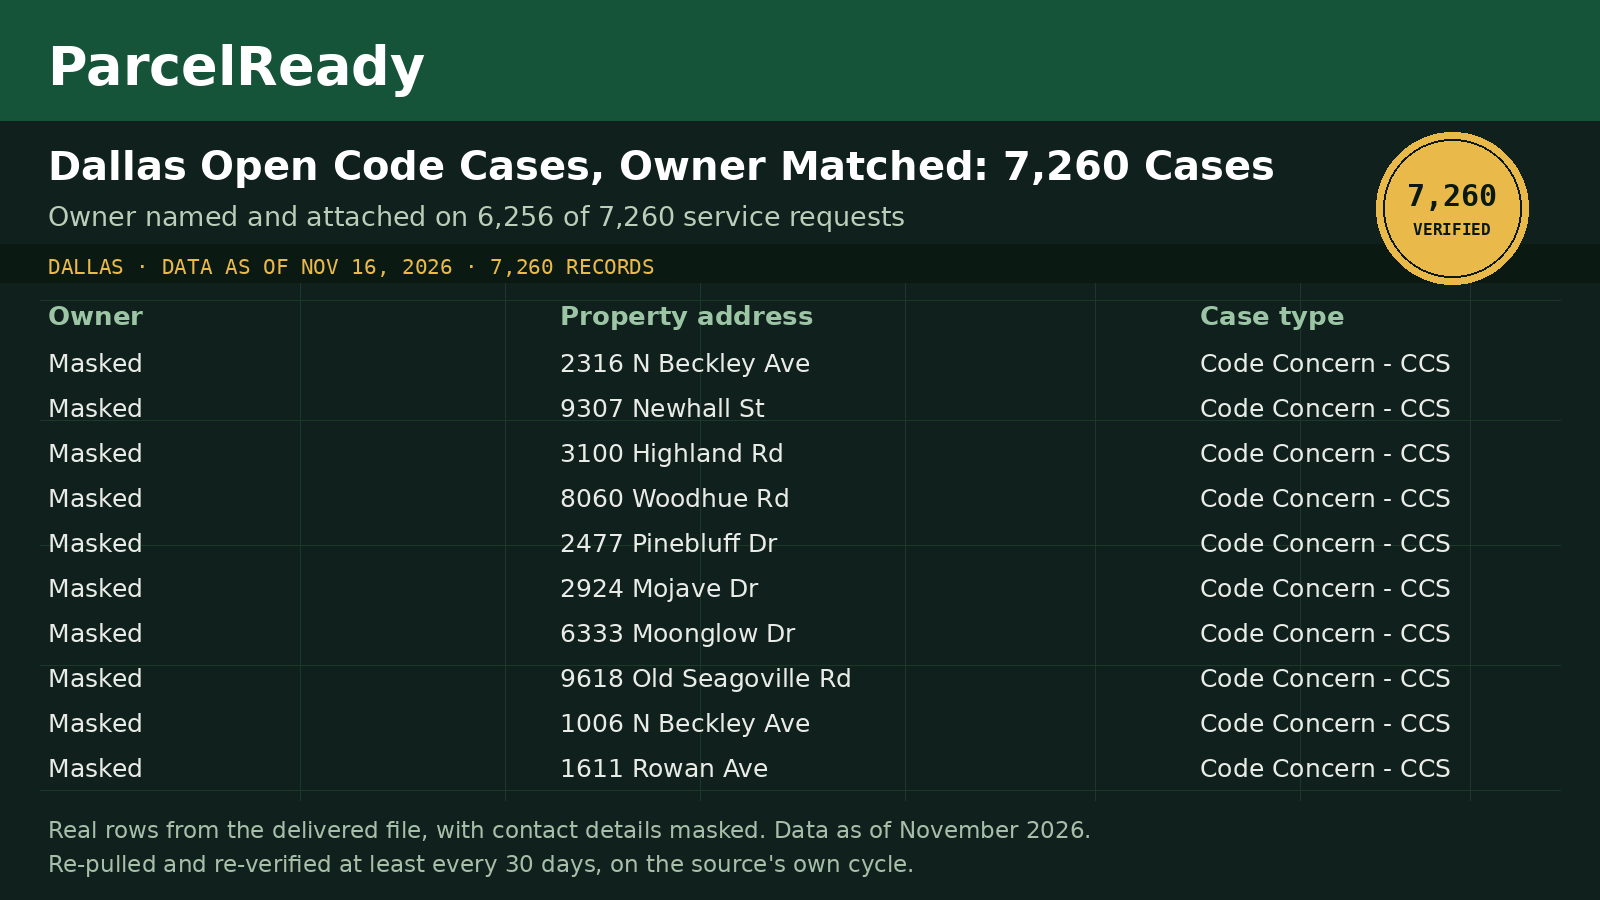 ParcelReady
Dallas Open Code Cases, Owner Matched: 7,260 Cases
Owner named and attached on 6,256 of 7,260 service requests
7,260
VERIFIED
DALLAS · DATA AS OF NOV 16, 2026 · 7,260 RECORDS
Owner Property address Case type
Masked 2316 N Beckley Ave Code Concern - CCS
Masked 9307 Newhall St Code Concern - CCS
Masked 3100 Highland Rd Code Concern - CCS
Masked 8060 Woodhue Rd Code Concern - CCS
Masked 2477 Pinebluff Dr Code Concern - CCS
Masked 2924 Mojave Dr Code Concern - CCS
Masked 6333 Moonglow Dr Code Concern - CCS
Masked 9618 Old Seagoville Rd Code Concern - CCS
Masked 1006 N Beckley Ave Code Concern - CCS
Masked 1611 Rowan Ave Code Concern - CCS
Real rows from the delivered file, with contact details masked. Data as of November 2026.
Re-pulled and re-verified at least every 30 days, on the source's own cycle.